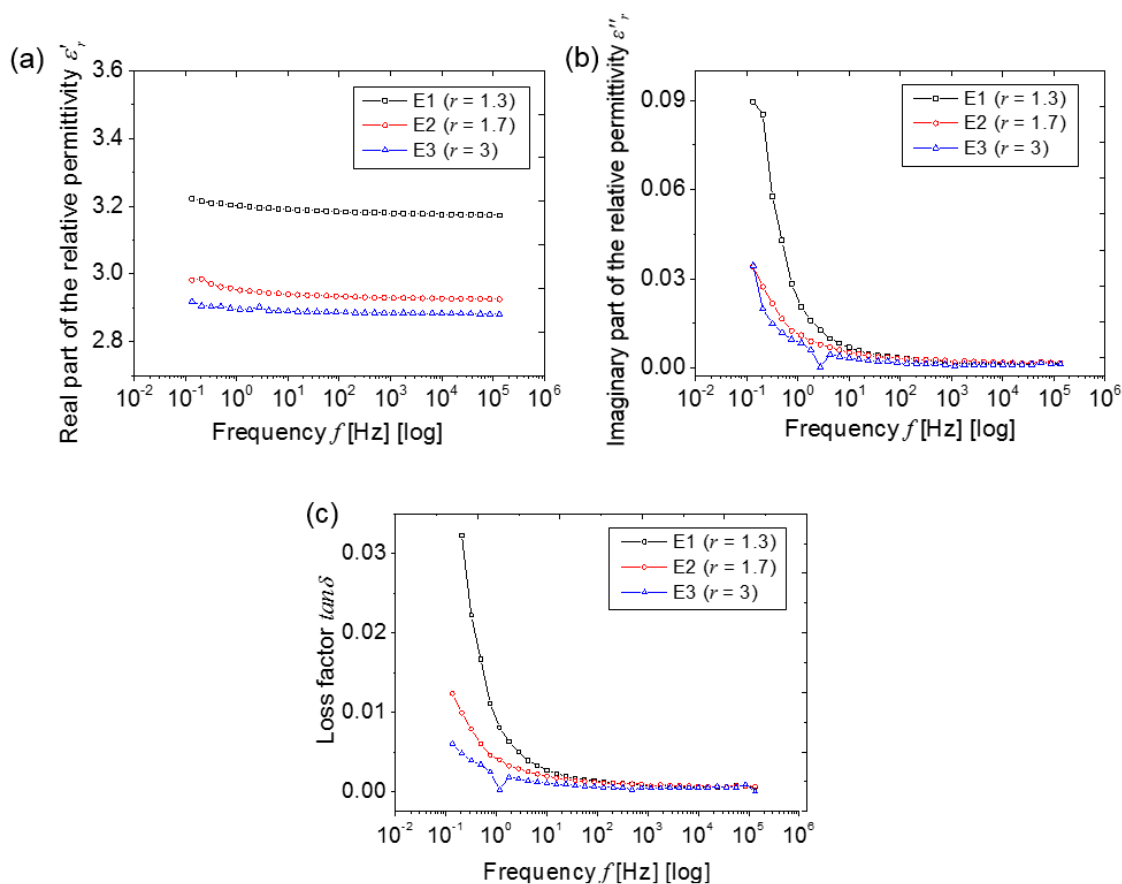 (a)
Real part of the relative permittivity ε'r
3.6
3.4
3.2
3.0
2.8
E1 (r = 1.3)
E2 (r = 1.7)
E3 (r = 3)
10-2 10-1 100 101 102 103 104 105 106
Frequency f [Hz] [log]
(b)
Imaginary part of the relative permittivity ε''r
0.09
0.06
0.03
0.00
E1 (r = 1.3)
E2 (r = 1.7)
E3 (r = 3)
10-2 10-1 100 101 102 103 104 105 106
Frequency f [Hz] [log]
(c)
Loss factor tanδ
0.03
0.02
0.01
0.00
E1 (r = 1.3)
E2 (r = 1.7)
E3 (r = 3)
10-2 10-1 100 101 102 103 104 105 106
Frequency f [Hz] [log]